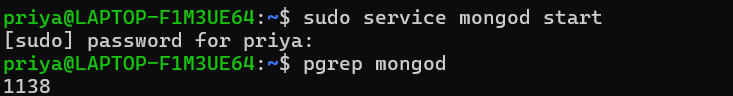 priya@LAPTOP-F1M3UE64:~$ sudo service mongod start
[sudo] password for priya:
priya@LAPTOP-F1M3UE64:~$ pgrep mongod
1138